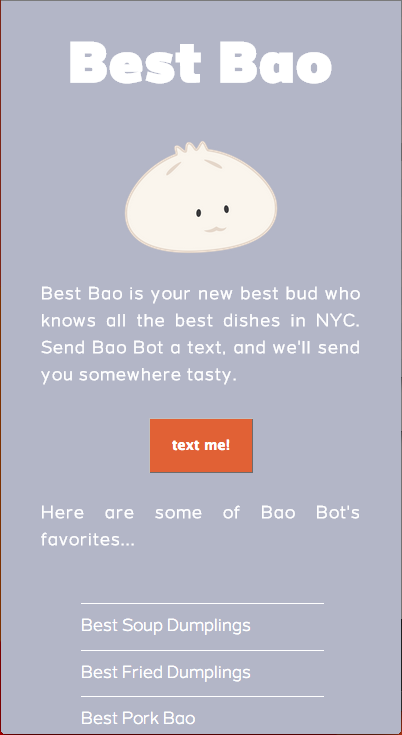 Best Bao
Best Bao is your new best bud who
knows all the best dishes in NYC.
Send Bao Bot a text, and we'll send
you somewhere tasty.
text me!
Here are some of Bao Bot's
favorites...
Best Soup Dumplings
Best Fried Dumplings
Best Pork Bao